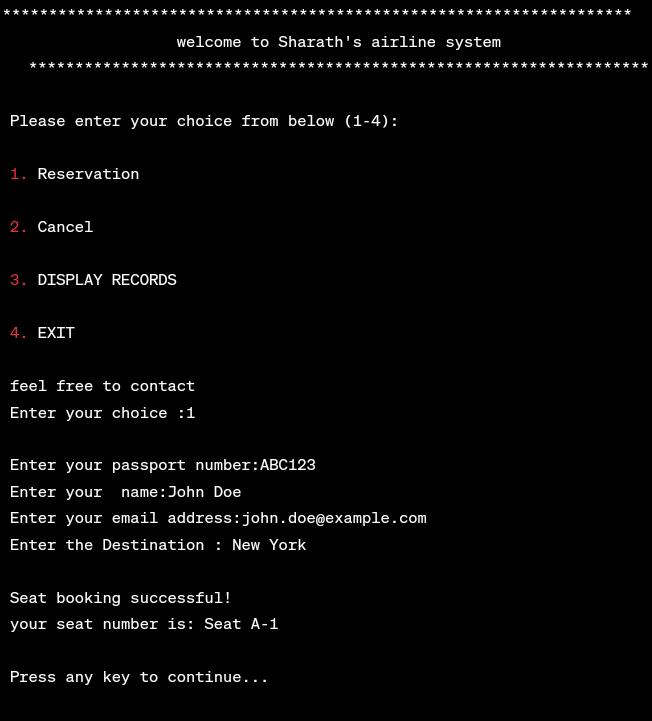 ********************************************************************
welcome to Sharath's airline system
*******************************************************************
Please enter your choice from below (1-4):
1. Reservation
2. Cancel
3. DISPLAY RECORDS
4. EXIT
feel free to contact
Enter your choice :1
Enter your passport number:ABC123
Enter your  name:John Doe
Enter your email address:john.doe@example.com
Enter the Destination : New York
Seat booking successful!
your seat number is: Seat A-1
Press any key to continue...